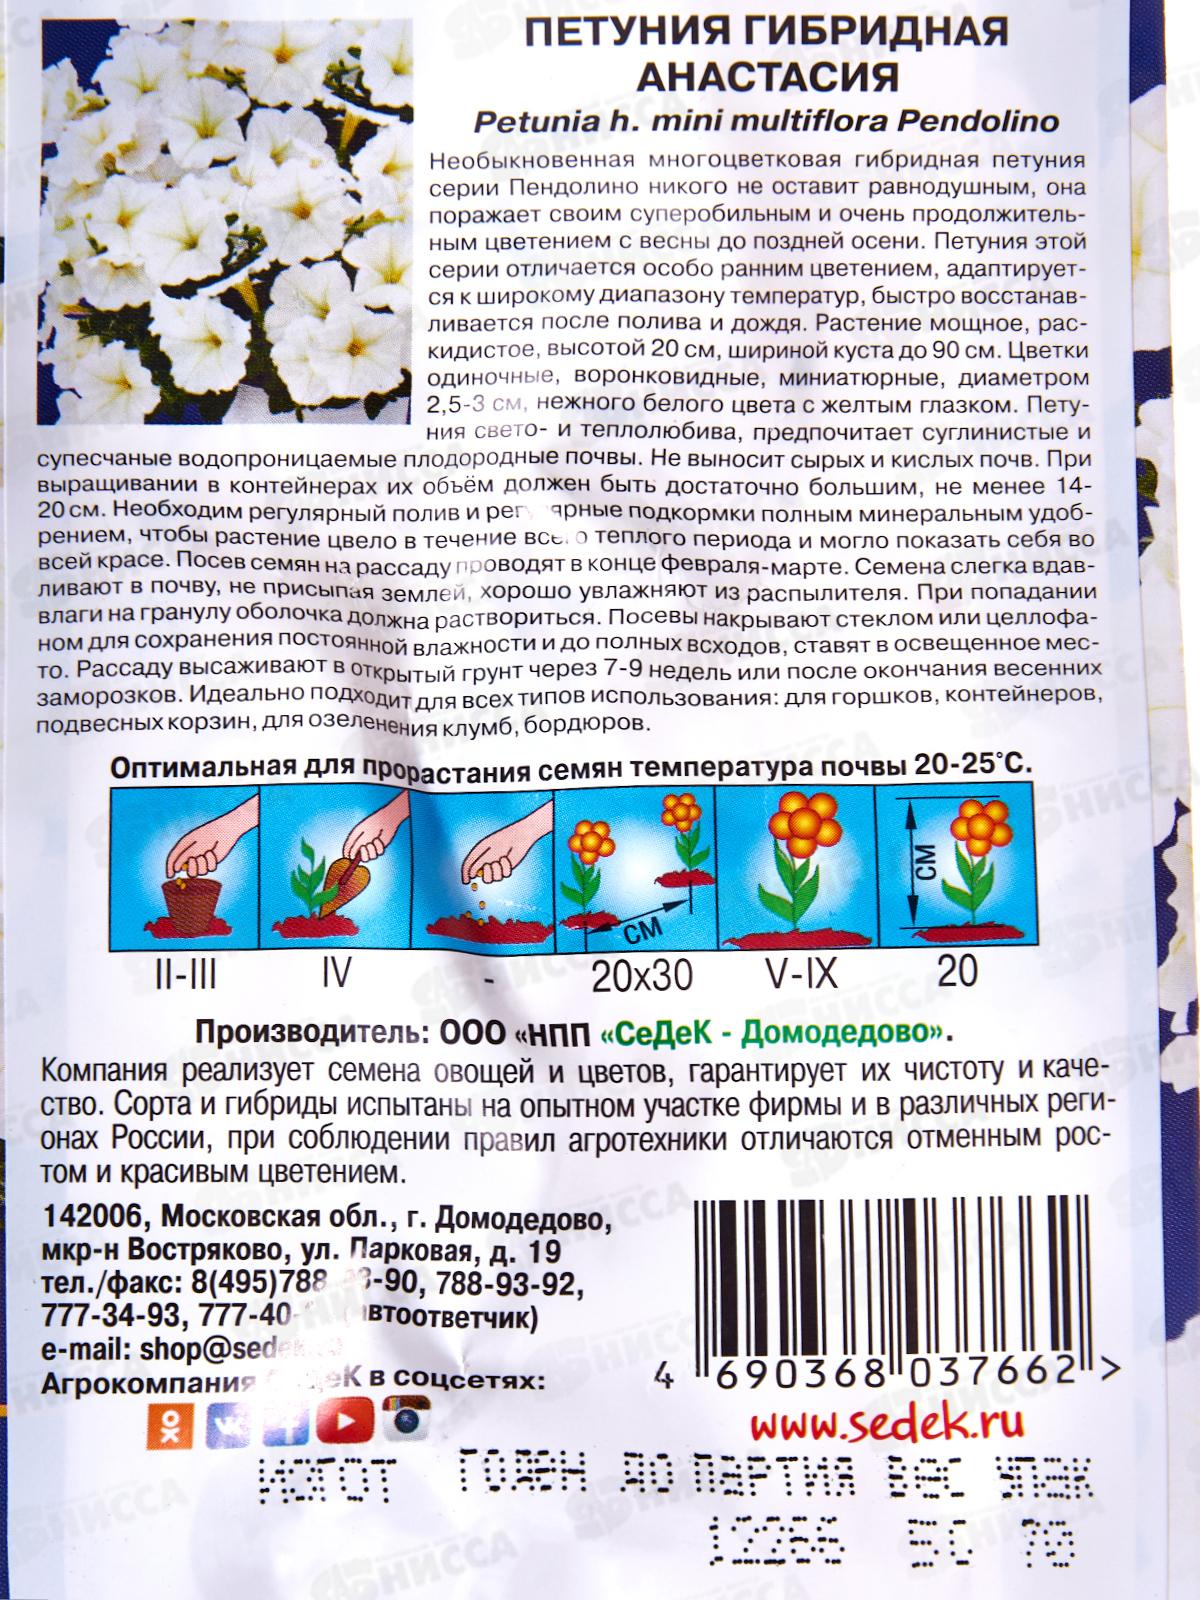 ПЕТУНИЯ ГИБРИДНАЯ
АНАСТАСИЯ
Petunia h. mini multiflora Pendolino
Необыкновенная многоцветковая гибридная петуния
серии Пендолино никого не оставит равнодушным, она
поражает своим суперобильным и очень продолжитель-
ным цветением с весны до поздней осени. Петуния этой
серии отличается особо ранним цветением, адаптирует-
ся к широкому диапазону температур, быстро восстанав-
ливается после полива и дождя. Растение мощное, рас-
кидистое, высотой 20 см, шириной куста до 90 см. Цветки
одиночные, воронковидные, миниатюрные, диаметром
2,5-3 см, нежного белого цвета с желтым глазком. Пету-
ния свето- и теплолюбива, предпочитает суглинистые и
супесчаные водопроницаемые плодородные почвы. Не выносит сырых и кислых почв. При
выращивании в контейнерах их объём должен быть достаточно большим, не менее 14-
20 см. Необходим регулярный полив и регулярные подкормки полным минеральным удоб-
рением, чтобы растение цвело в течение всего теплого периода и могло показать себя во
всей красе. Посев семян на рассаду проводят в конце февраля-марте. Семена слегка вдав-
ливают в почву, не присыпая землей, хорошо увлажняют из распылителя. При попадании
влаги на гранулу оболочка должна раствориться. Посевы накрывают стеклом или целлофа-
ном для сохранения постоянной влажности и до полных всходов, ставят в освещенное мес-
то. Рассаду высаживают в открытый грунт через 7-9 недель или после окончания весенних
заморозков. Идеально подходит для всех типов использования: для горшков, контейнеров,
подвесных корзин, для озеленения клумб, бордюров.
Оптимальная для прорастания семян температура почвы 20-25°С.
см см
II-III IV - 20х30 V-IX 20
Производитель: ООО «НПП «СеДеК - Домодедово».
Компания реализует семена овощей и цветов, гарантирует их чистоту и каче-
ство. Сорта и гибриды испытаны на опытном участке фирмы и в различных реги-
онах России, при соблюдении правил агротехники отличаются отменным рос-
том и красивым цветением.
142006, Московская обл., г. Домодедово,
мкр-н Востряково, ул. Парковая, д. 19
тел./факс: 8(495)788 -90, 788-93-92,
777-34-93, 777-40- (автоответчик)
e-mail: shop@sedek
Агрокомпания СеДеК в соцсетях:
4 690368 037662 >
www.sedek.ru
ИЗГОТ ГОДЕН ДО ПАРТИЯ ВЕС УПАК
12266 SC 70
ЯБНИССА